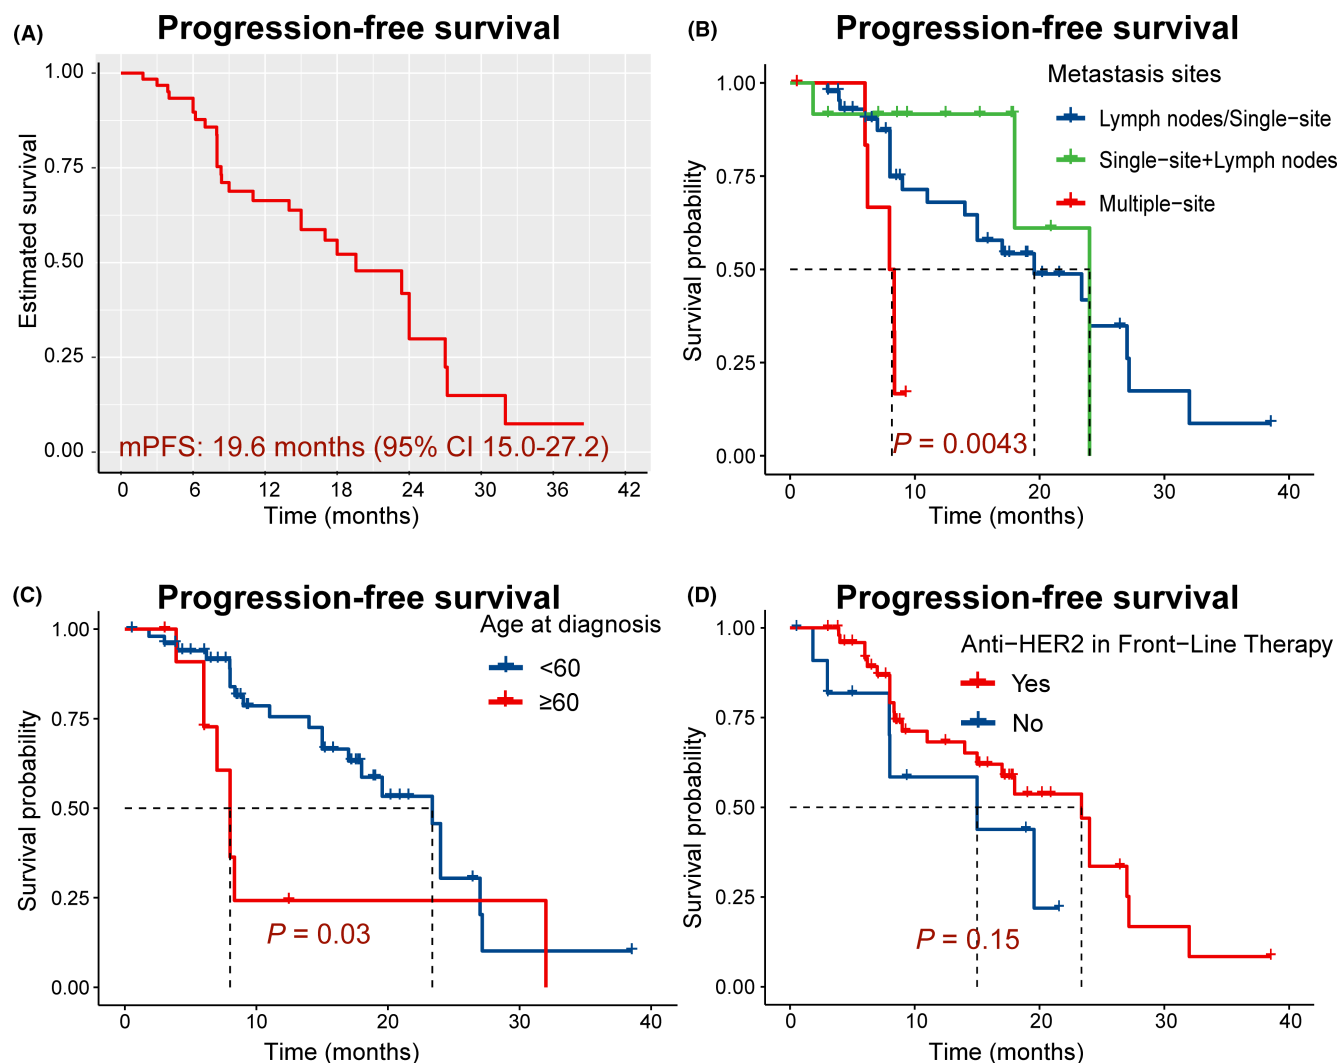 (A)
Progression-free survival
1.00
0.75
0.50
0.25
0.00
Estimated survival
mPFS: 19.6 months (95% CI 15.0-27.2)
0 6 12 18 24 30 36 42
Time (months)
(B)
Progression-free survival
Metastasis sites
Lymph nodes/Single−site
Single−site+Lymph nodes
Multiple−site
1.00
0.75
0.50
0.25
0.00
Survival probability
P = 0.0043
0 10 20 30 40
Time (months)
(C)
Progression-free survival
Age at diagnosis
<60
≥60
1.00
0.75
0.50
0.25
0.00
Survival probability
P = 0.03
0 10 20 30 40
Time (months)
(D)
Progression-free survival
Anti−HER2 in Front−Line Therapy
Yes
No
1.00
0.75
0.50
0.25
0.00
Survival probability
P = 0.15
0 10 20 30 40
Time (months)